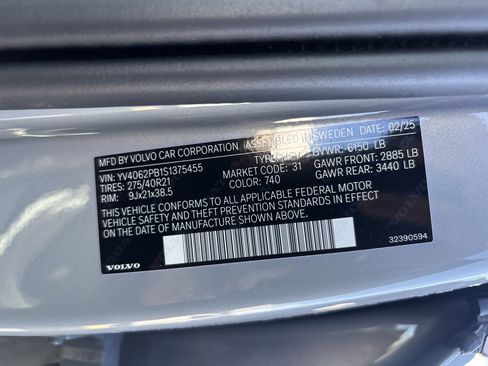 MFD BY VOLVO CAR CORPORATION (ASSEMBLED IN SWEDEN DATE: 02/25
VIN: YV4062PB1S1375455 TYPE: GVWR: 6150 LB
TIRES: 275/40R21 MARKET CODE: 31 GAWR FRONT: 2885 LB
RIM: 9Jx21x38.5 COLOR: 740 GAWR REAR: 3440 LB
THIS VEHICLE CONFORMS TO ALL APPLICABLE FEDERAL MOTOR
VEHICLE SAFETY AND THEFT PREVENTION STANDARDS IN EFFECT ON
THE DATE OF MANUFACTURE SHOWN ABOVE.
VOLVO 32390594